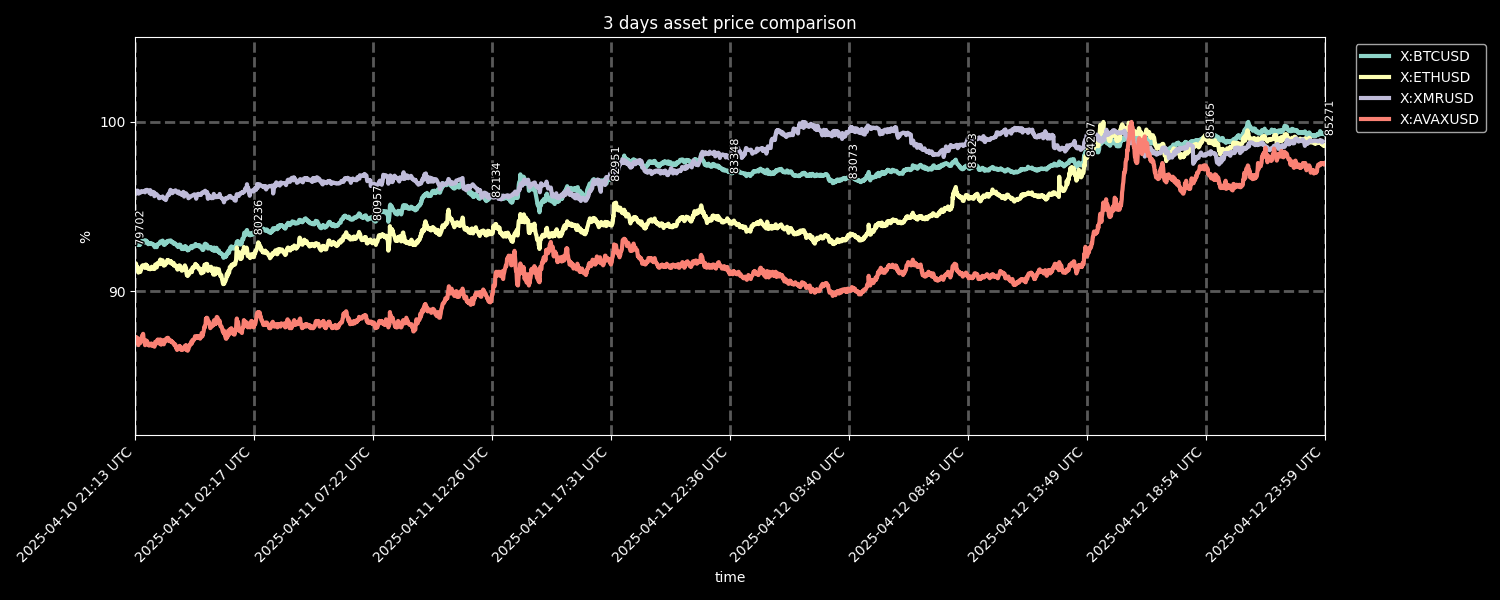 3 days asset price comparison
X:BTCUSD
X:ETHUSD
X:XMRUSD
X:AVAXUSD
100
90
%
79702
80236
80957
82134
82951
83348
83073
83623
84207
85165
85271
2025-04-10 21:13 UTC
2025-04-11 02:17 UTC
2025-04-11 07:22 UTC
2025-04-11 12:26 UTC
2025-04-11 17:31 UTC
2025-04-11 22:36 UTC
2025-04-12 03:40 UTC
2025-04-12 08:45 UTC
2025-04-12 13:49 UTC
2025-04-12 18:54 UTC
2025-04-12 23:59 UTC
time